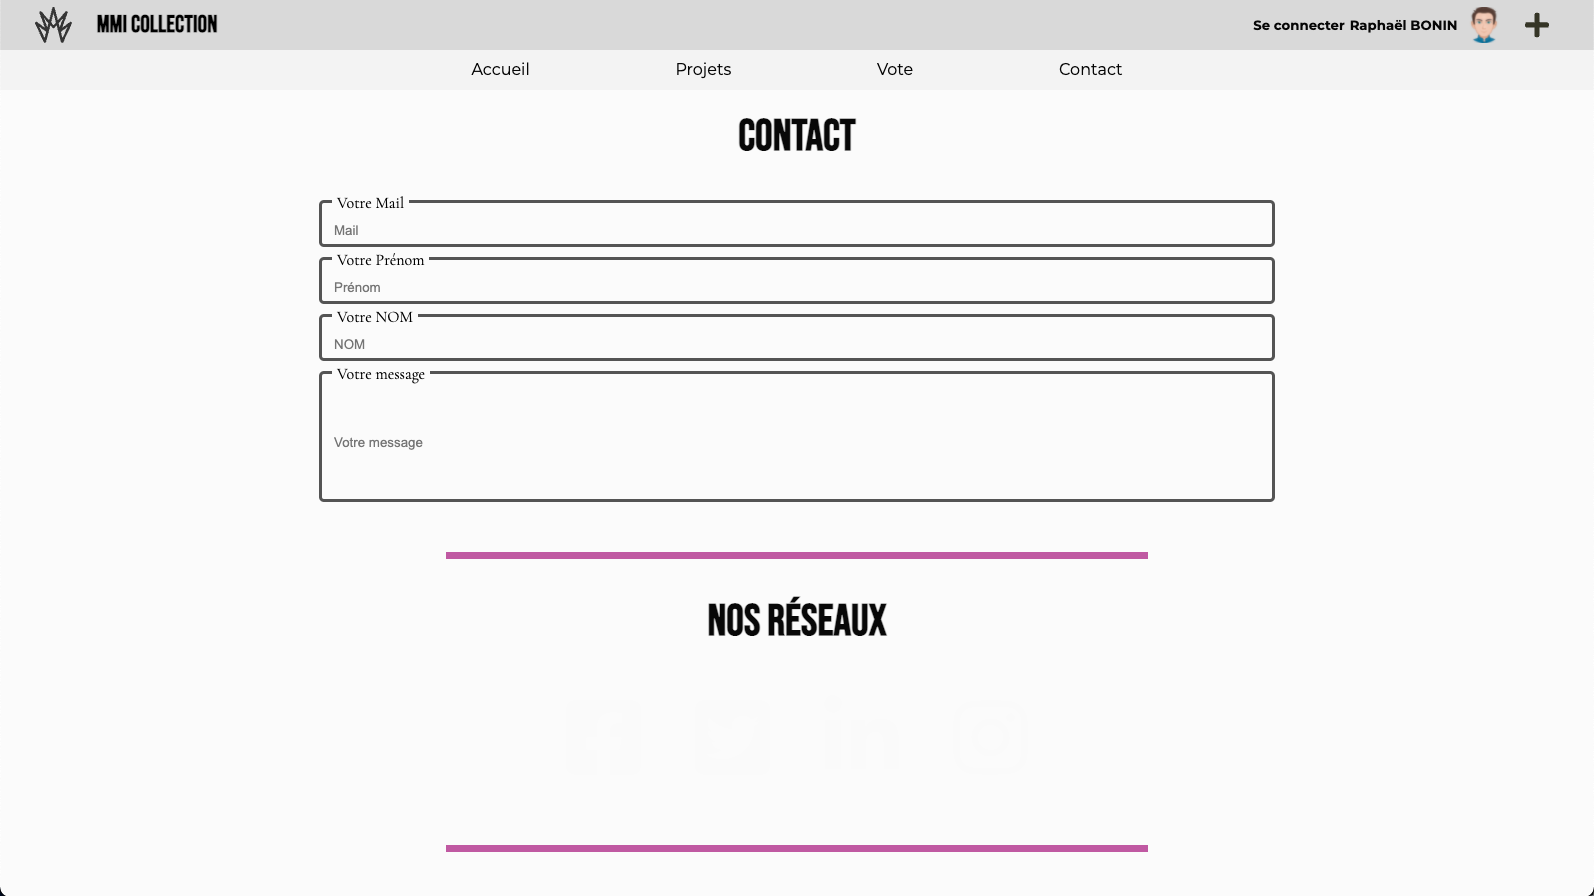 MMI COLLECTION
Se connecter Raphaël BONIN
Accueil Projets Vote Contact
CONTACT
Votre Mail
Mail
Votre Prénom
Prénom
Votre NOM
NOM
Votre message
Votre message
NOS RÉSEAUX
in